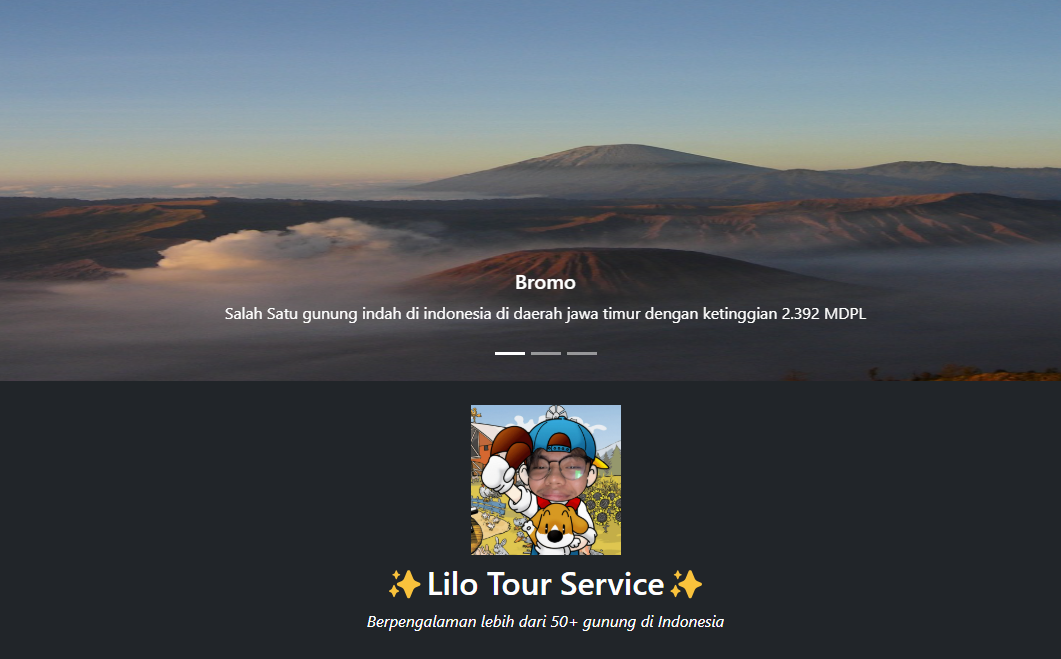 Bromo
Salah Satu gunung indah di indonesia di daerah jawa timur dengan ketinggian 2.392 MDPL
✨Lilo Tour Service✨
Berpengalaman lebih dari 50+ gunung di Indonesia